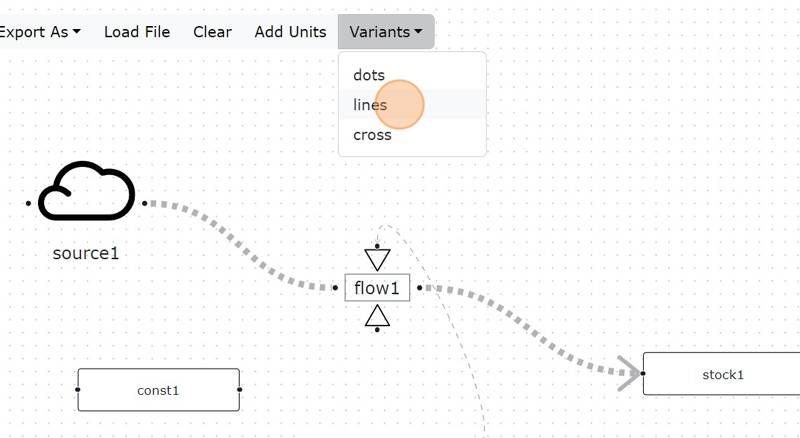 Export As Load File Clear Add Units Variants
dots
lines
cross
source1
flow1
stock1
const1